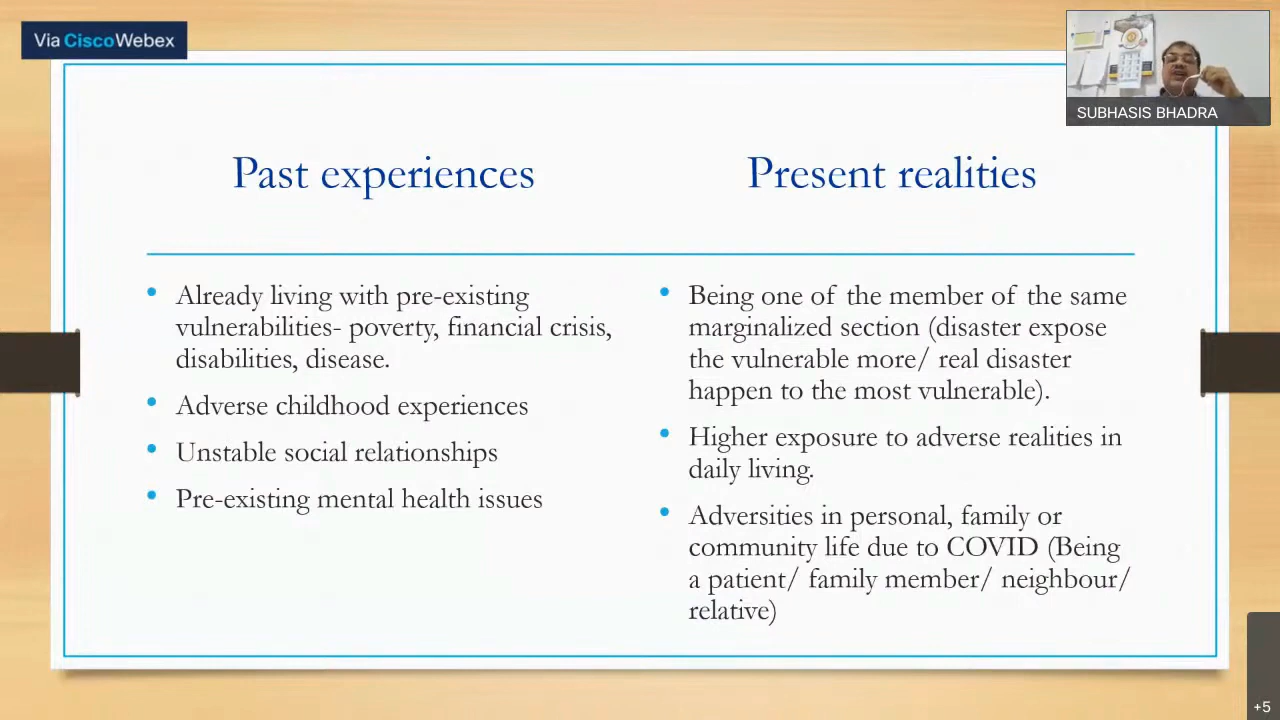 Via Cisco Webex
SUBHASIS BHADRA
Past experiences
Already living with pre-existing
vulnerabilities- poverty, financial crisis,
disabilities, disease.
Adverse childhood experiences
Unstable social relationships
Pre-existing mental health issues
Present realities
Being one of the member of the same
marginalized section (disaster expose
the vulnerable more/ real disaster
happen to the most vulnerable).
Higher exposure to adverse realities in
daily living.
Adversities in personal, family or
community life due to COVID (Being
a patient/ family member/ neighbour/
relative)
+5